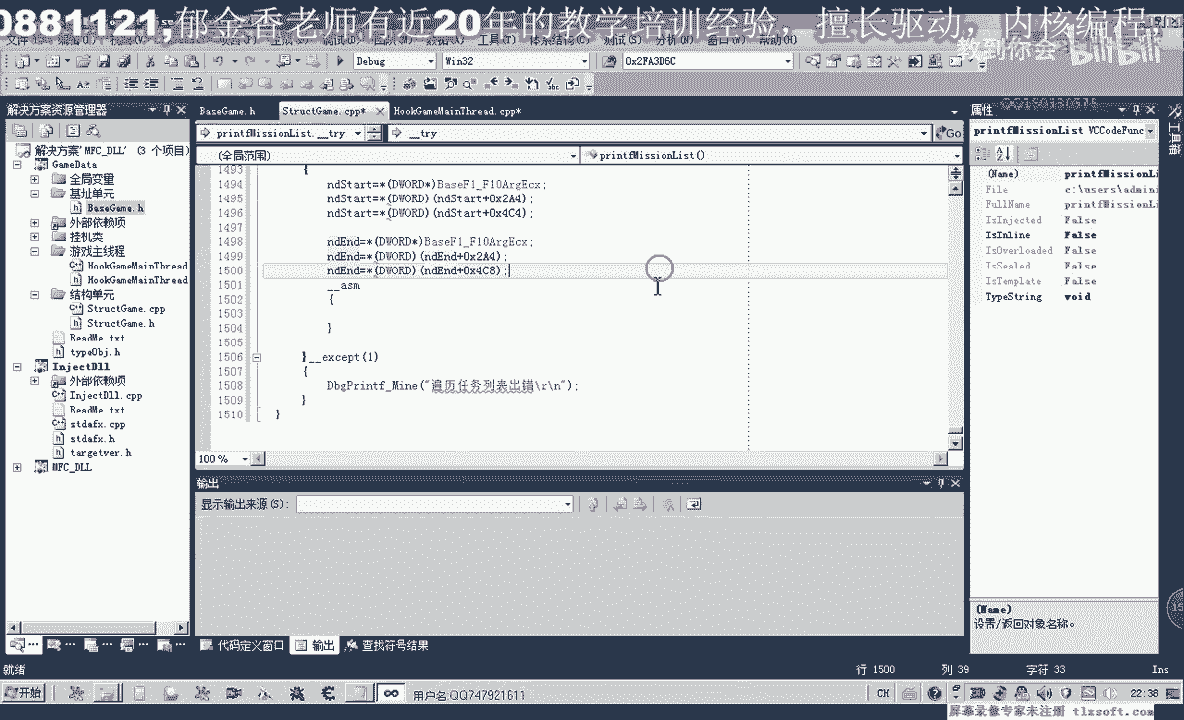 0881121,郁金香老师有近20年的教学培训经验 擅长驱动，内核编程
教到你会 bilibili
Debug Win32 0x2FA3D6C
解决方案资源管理器
BaseGame.h StructGame.cpp* HookGameMainThread.cpp*
属性
printfMissionList.__try __try Go
printfMissionList VCCodeFunc
(全局范围) printfMissionList()
解决方案'MFC_DLL' (3 个项目)
GameData
全局变量
基址单元
BaseGame.h
外部依赖项
挂机类
游戏主线程
HookGameMainThread
HookGameMainThread
结构单元
StructGame.cpp
StructGame.h
ReadMe.txt
typeObj.h
InjectDll
外部依赖项
InjectDll.cpp
ReadMe.txt
stdafx.cpp
stdafx.h
targetver.h
MFC_DLL
1493 {
1494 ndStart=*(DWORD*)BaseF1_F10ArgEcx;
1495 ndStart=*(DWORD)(ndStart+0x2A4);
1496 ndStart=*(DWORD)(ndStart+0x4C4);
1497
1498 ndEnd=*(DWORD*)BaseF1_F10ArgEcx;
1499 ndEnd=*(DWORD)(ndEnd+0x2A4);
1500 ndEnd=*(DWORD)(ndEnd+0x4C8);
1501 __asm
1502 {
1503
1504 }
1505
1506 }__except(1)
1507 {
1508 DbgPrintf_Mine("遍历任务列表出错\r\n");
1509 }
1510 }
100 %
(Name) printfMissionLi
File c:\users\admini
FullName printfMissionLi
IsInjected False
IsInline False
IsOverloaded False
IsSealed False
IsTemplate False
TypeString void
输出
显示输出来源(S):
(Name)
设置/返回对象名称。
工具箱
代码定义窗口 输出 查找符号结果
就绪 行 1500 列 39 字符 33 Ins
开始 用户名:QQ747921611 CH 22:38
屏幕录像专家未注册 tlxsoft.com